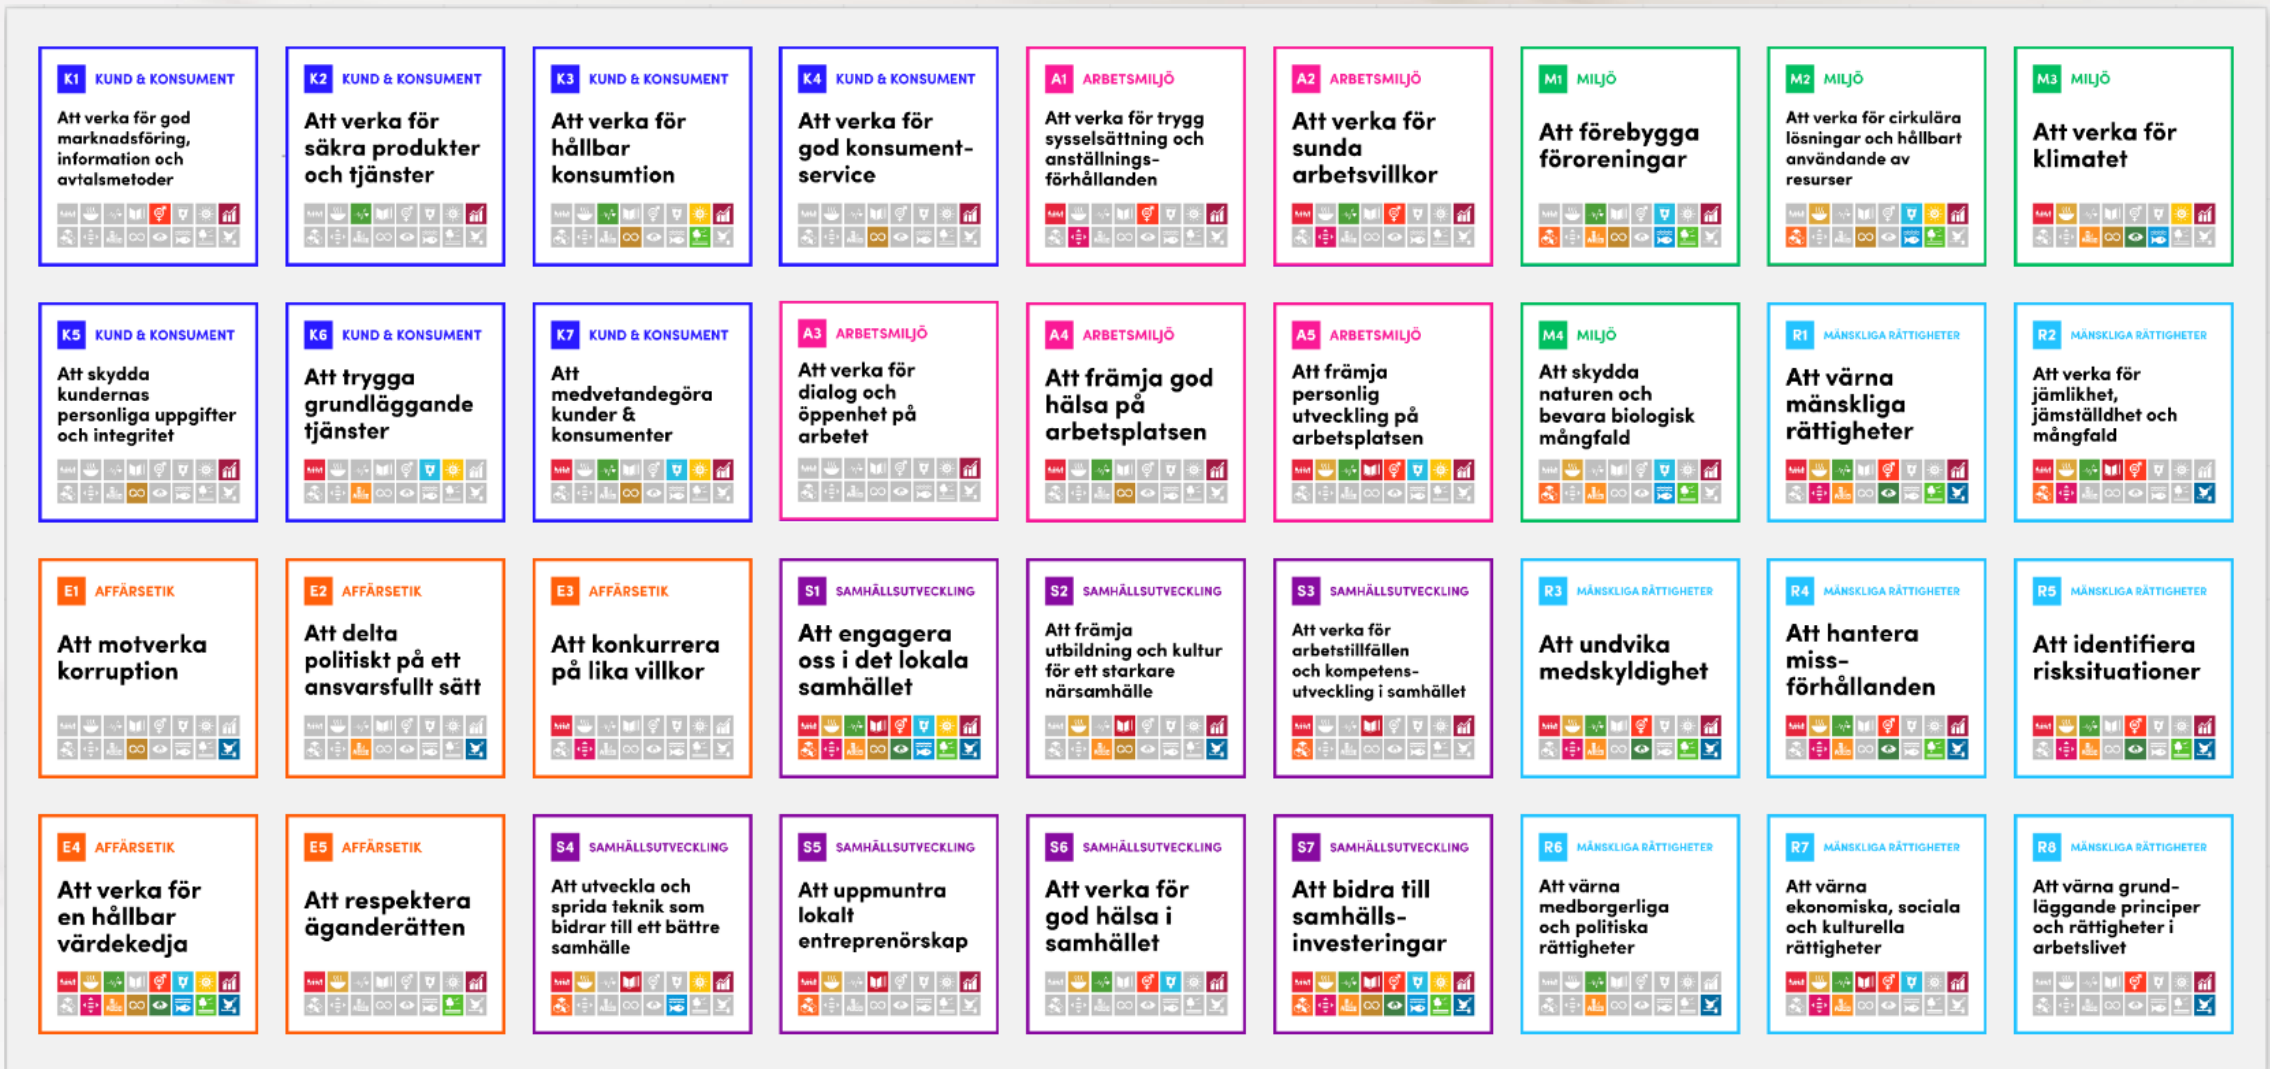 K1 KUND & KONSUMENT
Att verka för god
marknadsföring,
information och
avtalsmetoder
K2 KUND & KONSUMENT
Att verka för
säkra produkter
och tjänster
K3 KUND & KONSUMENT
Att verka för
hållbar
konsumtion
K4 KUND & KONSUMENT
Att verka för
god konsument-
service
A1 ARBETSMILJÖ
Att verka för trygg
sysselsättning och
anställnings-
förhållanden
A2 ARBETSMILJÖ
Att verka för
sunda
arbetsvillkor
M1 MILJÖ
Att förebygga
föroreningar
M2 MILJÖ
Att verka för cirkulära
lösningar och hållbart
användande av
resurser
M3 MILJÖ
Att verka för
klimatet
K5 KUND & KONSUMENT
Att skydda
kundernas
personliga uppgifter
och integritet
K6 KUND & KONSUMENT
Att trygga
grundläggande
tjänster
K7 KUND & KONSUMENT
Att
medvetandegöra
kunder &
konsumenter
A3 ARBETSMILJÖ
Att verka för
dialog och
öppenhet på
arbetet
A4 ARBETSMILJÖ
Att främja god
hälsa på
arbetsplatsen
A5 ARBETSMILJÖ
Att främja
personlig
utveckling på
arbetsplatsen
M4 MILJÖ
Att skydda
naturen och
bevara biologisk
mångfald
R1 MÄNSKLIGA RÄTTIGHETER
Att värna
mänskliga
rättigheter
R2 MÄNSKLIGA RÄTTIGHETER
Att verka för
jämlikhet,
jämställdhet och
mångfald
E1 AFFÄRSETIK
Att motverka
korruption
E2 AFFÄRSETIK
Att delta
politiskt på ett
ansvarsfullt sätt
E3 AFFÄRSETIK
Att konkurrera
på lika villkor
S1 SAMHÄLLSUTVECKLING
Att engagera
oss i det lokala
samhället
S2 SAMHÄLLSUTVECKLING
Att främja
utbildning och kultur
för ett starkare
närsamhälle
S3 SAMHÄLLSUTVECKLING
Att verka för
arbetstillfällen
och kompetens-
utveckling i samhället
R3 MÄNSKLIGA RÄTTIGHETER
Att undvika
medskyldighet
R4 MÄNSKLIGA RÄTTIGHETER
Att hantera
miss-
förhållanden
R5 MÄNSKLIGA RÄTTIGHETER
Att identifiera
risksituationer
E4 AFFÄRSETIK
Att verka för
en hållbar
värdekedja
E5 AFFÄRSETIK
Att respektera
äganderätten
S4 SAMHÄLLSUTVECKLING
Att utveckla och
sprida teknik som
bidrar till ett bättre
samhälle
S5 SAMHÄLLSUTVECKLING
Att uppmuntra
lokalt
entreprenörskap
S6 SAMHÄLLSUTVECKLING
Att verka för
god hälsa i
samhället
S7 SAMHÄLLSUTVECKLING
Att bidra till
samhälls-
investeringar
R6 MÄNSKLIGA RÄTTIGHETER
Att värna
medborgerliga
och politiska
rättigheter
R7 MÄNSKLIGA RÄTTIGHETER
Att värna
ekonomiska, sociala
och kulturella
rättigheter
R8 MÄNSKLIGA RÄTTIGHETER
Att värna grund-
läggande principer
och rättigheter i
arbetslivet